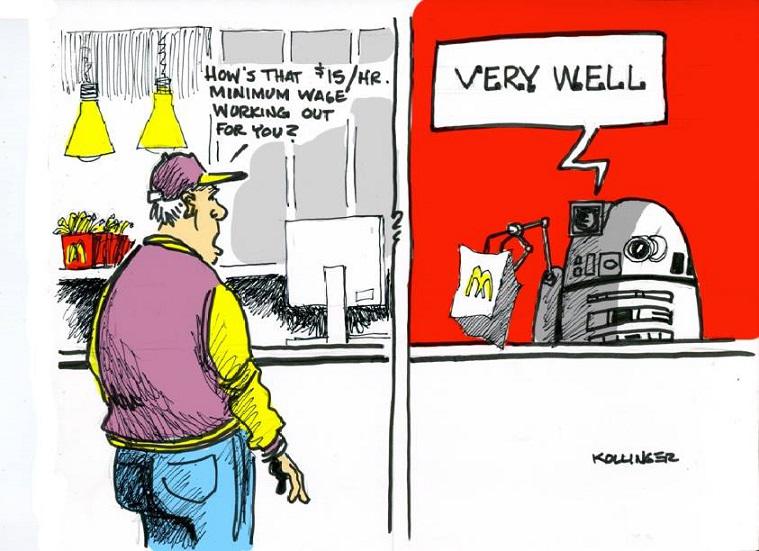 HOW'S THAT $15/HR.
MINIMUM WAGE
WORKING OUT
FOR YOU?
VERY WELL
M
M
KOLLINGER